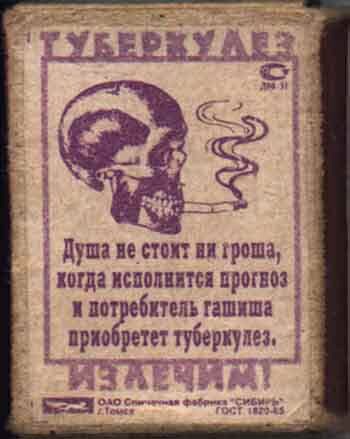 ТУБЕРКУЛЕЗ
Душа не стоит ни гроша,
когда исполнится прогноз
и потребитель гашиша
приобретет туберкулез.
ИЗЛЕЧИМ!
ОАО Спичечная фабрика "СИБИРЬ"
г.Томск ГОСТ 1820-85